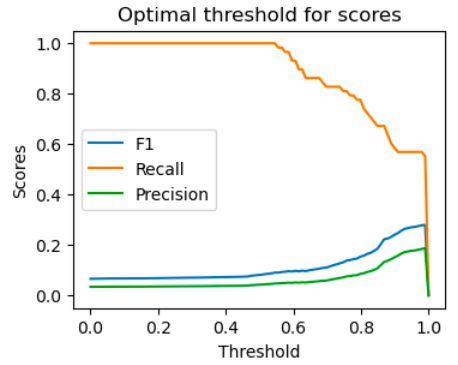 Optimal threshold for scores
Scores
1.0
0.8
0.6
0.4
0.2
0.0
F1
Recall
Precision
0.0 0.2 0.4 0.6 0.8 1.0
Threshold